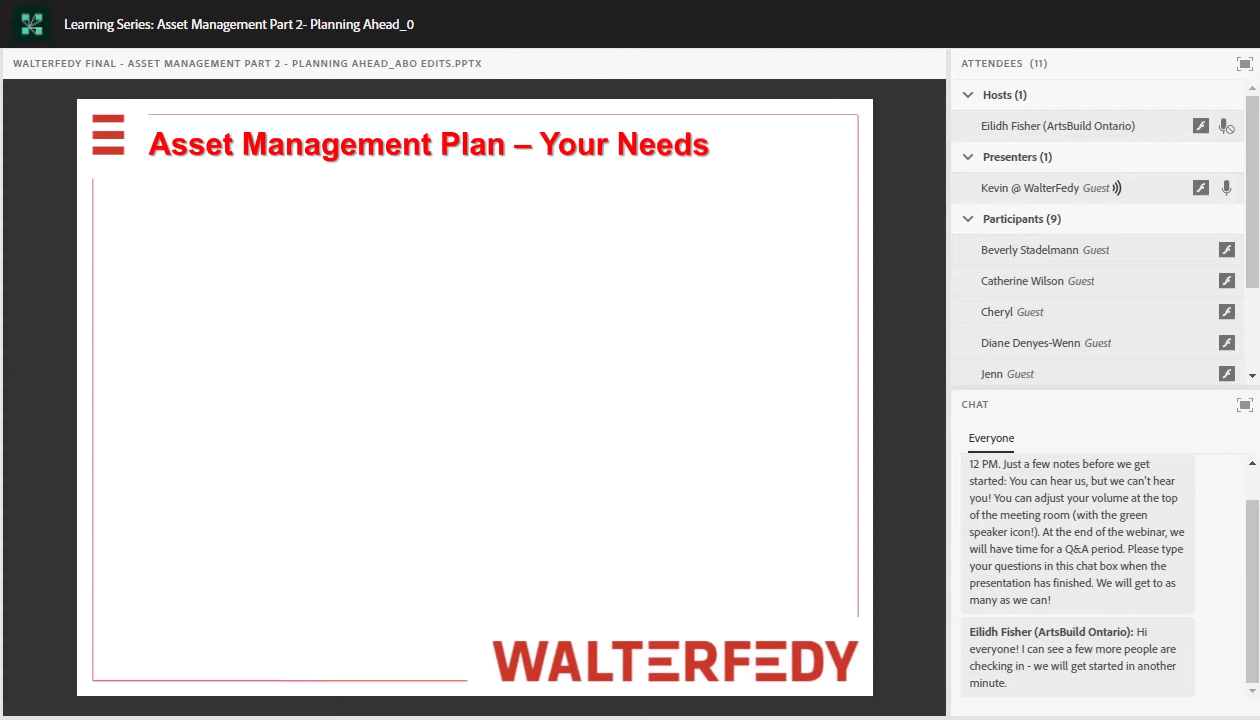 Learning Series: Asset Management Part 2- Planning Ahead_0
WALTERFEDY FINAL - ASSET MANAGEMENT PART 2 - PLANNING AHEAD_ABO EDITS.PPTX
Asset Management Plan – Your Needs
WALTERFEDY
ATTENDEES (11)
Hosts (1)
Eilidh Fisher (ArtsBuild Ontario)
Presenters (1)
Kevin @ WalterFedy Guest
Participants (9)
Beverly Stadelmann Guest
Catherine Wilson Guest
Cheryl Guest
Diane Denyes-Wenn Guest
Jenn Guest
CHAT
Everyone
12 PM. Just a few notes before we get
started: You can hear us, but we can't hear
you! You can adjust your volume at the top
of the meeting room (with the green
speaker icon!). At the end of the webinar, we
will have time for a Q&A period. Please type
your questions in this chat box when the
presentation has finished. We will get to as
many as we can!
Eilidh Fisher (ArtsBuild Ontario): Hi
everyone! I can see a few more people are
checking in - we will get started in another
minute.